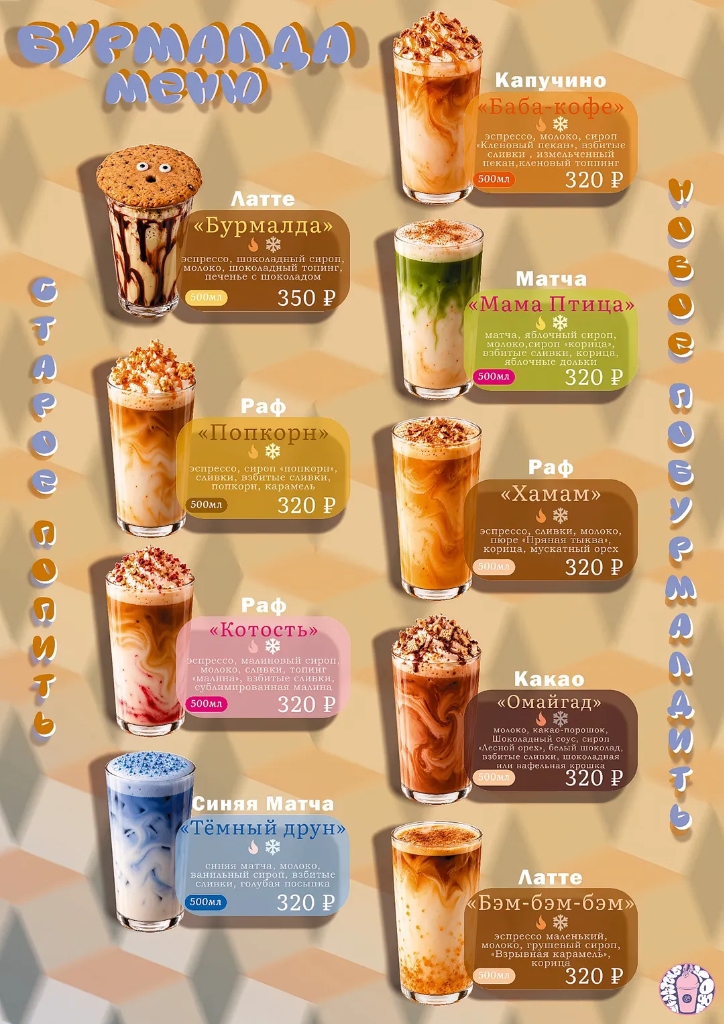 БУРМАЛДА
МЕНЮ
СТАРОЕ ПОПИТЬ
Латте
«Бурмалда»
эспрессо, шоколадный сироп,
молоко, шоколадный топинг,
печенье с шоколадом
500мл
350 ₽
Раф
«Попкорн»
эспрессо, сироп «попкорн»,
сливки, взбитые сливки,
попкорн, карамель
500мл
320 ₽
Раф
«Котость»
эспрессо, малиновый сироп,
молоко, сливки, топинг
«малина», взбитые сливки,
сублимированная малина
500мл
320 ₽
Синяя Матча
«Тёмный друн»
синяя матча, молоко,
ванильный сироп, взбитые
сливки, голубая посыпка
500мл
320 ₽
НОВОЕ ПОБУРМАЛДИТЬ
Капучино
«Баба-кофе»
эспрессо, молоко, сироп
«Кленовый пекан», взбитые
сливки , измельченный
пекан,кленовый топпинг
500мл
320 ₽
Матча
«Мама Птица»
матча, яблочный сироп,
молоко,сироп «корица»,
взбитые сливки, корица,
яблочные дольки
500мл
320 ₽
Раф
«Хамам»
эспрессо, сливки, молоко,
пюре «Пряная тыква»,
корица, мускатный орех
500мл
320 ₽
Какао
«Омайгад»
молоко, какао-порошок,
Шоколадный соус, сироп
«Лесной орех», белый шоколад,
взбитые сливки, шоколадная
или вафельная крошка
500мл
320 ₽
Латте
«Бэм-бэм-бэм»
эспрессо маленький,
молоко, грушевый сироп,
«Взрывная карамель»,
корица
500мл
320 ₽